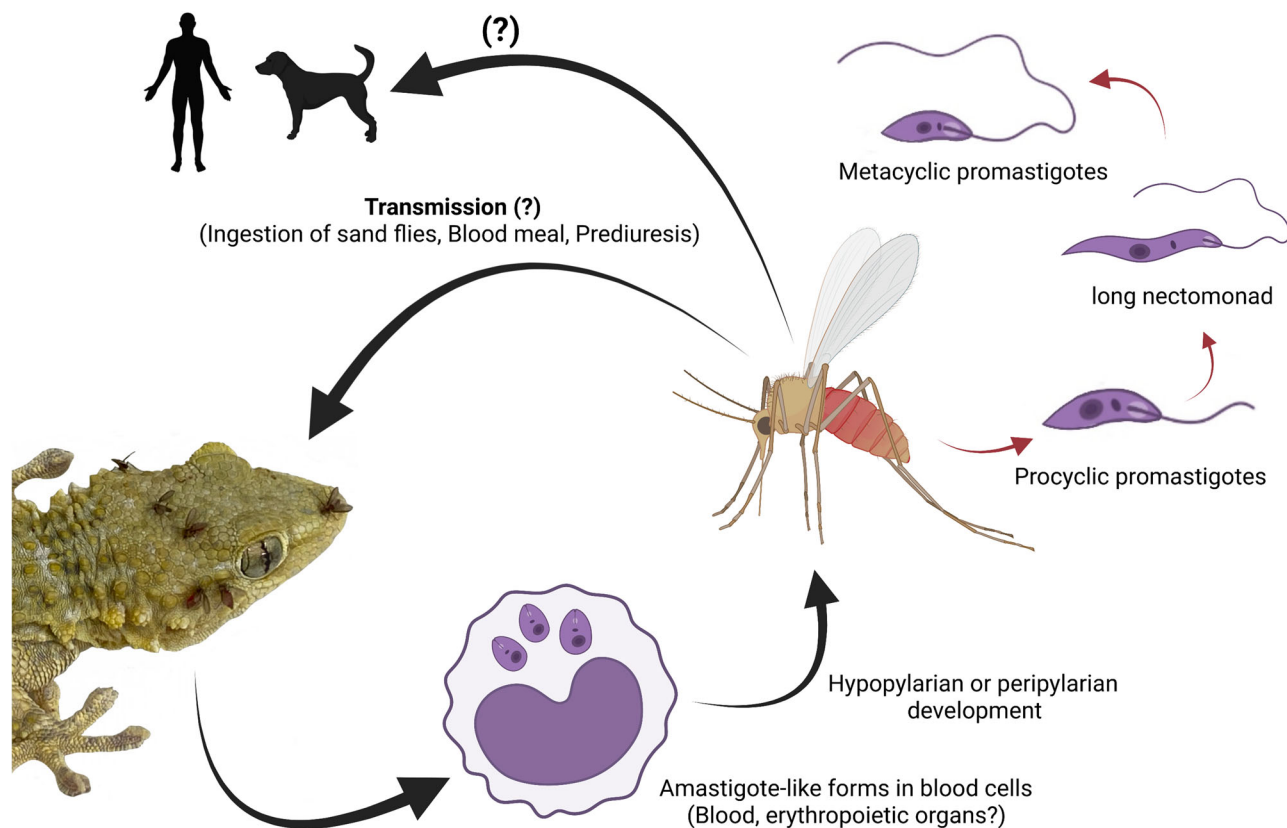 (?)
Metacyclic promastigotes
Transmission (?)
(Ingestion of sand flies, Blood meal, Prediuresis)
long nectomonad
Procyclic promastigotes
Hypopylarian or peripylarian
development
Amastigote-like forms in blood cells
(Blood, erythropoietic organs?)